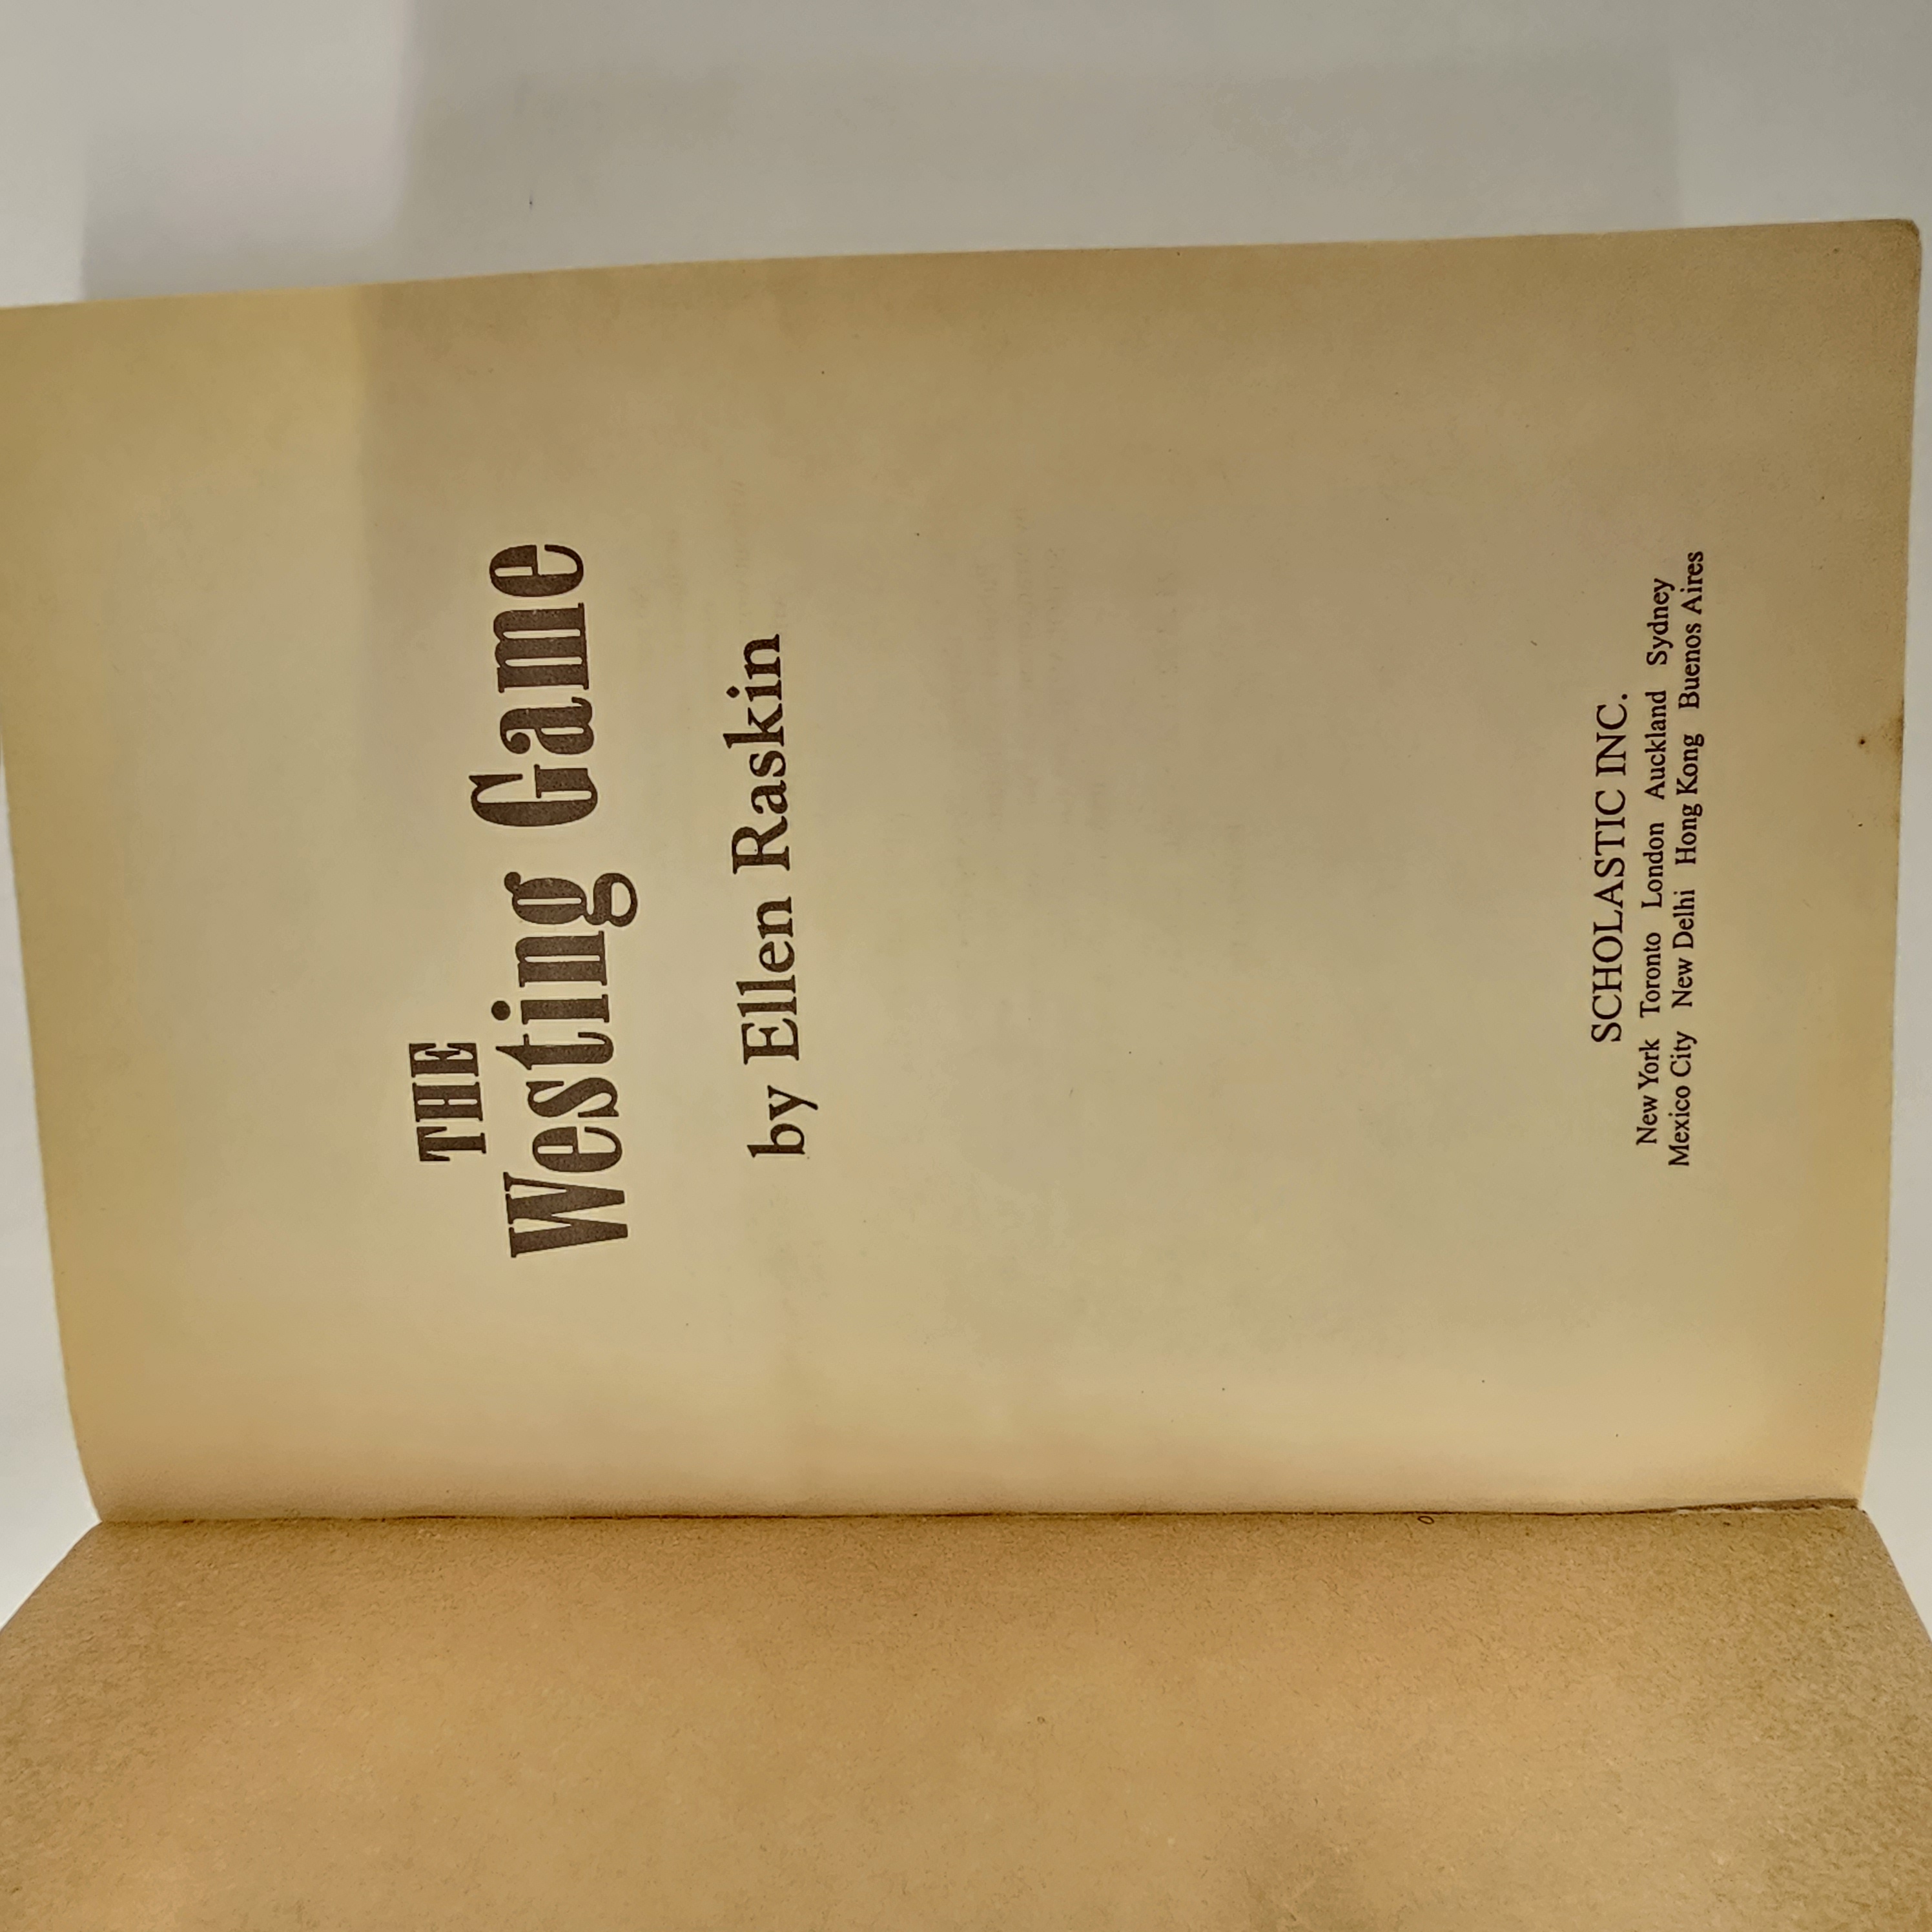 THE
Westing Game
by Ellen Raskin
SCHOLASTIC INC.
New York Toronto London Auckland Sydney
Mexico City New Delhi Hong Kong Buenos Aires